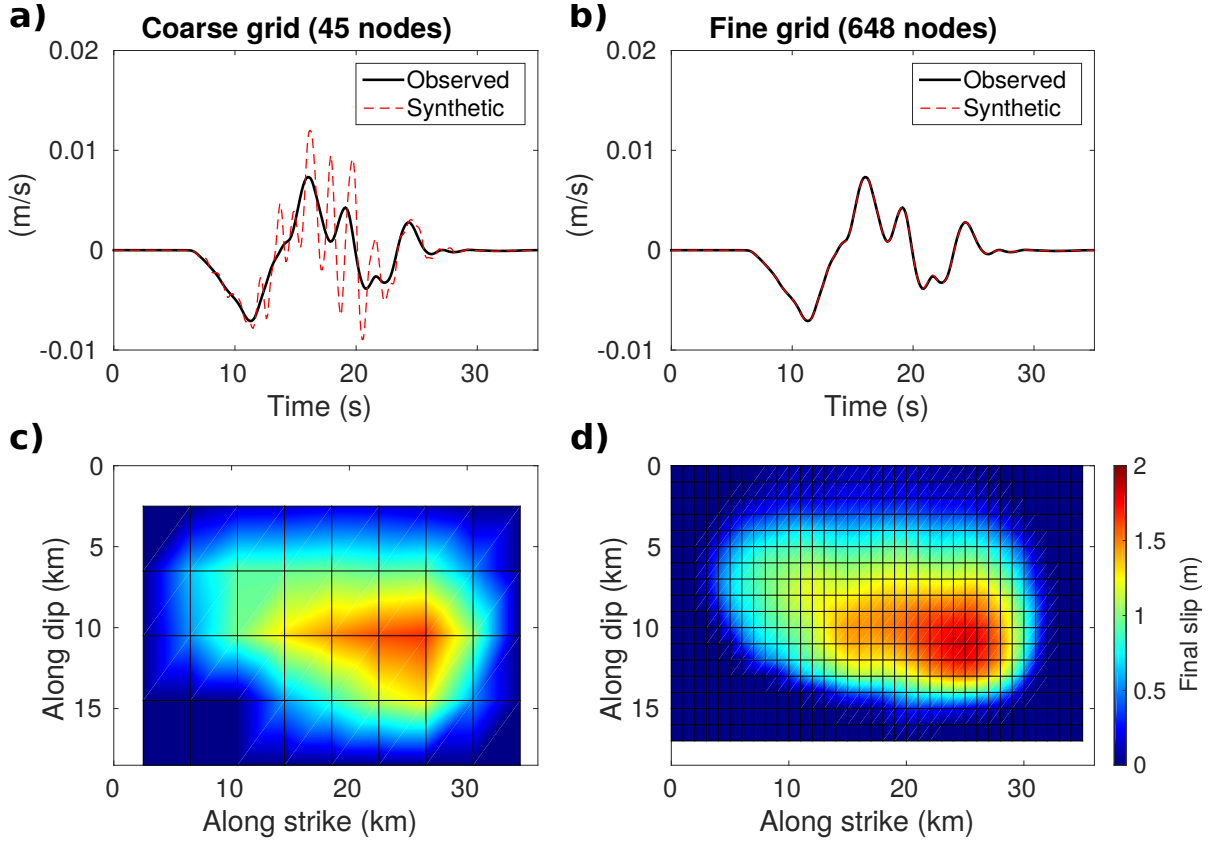 a)
Coarse grid (45 nodes)
0.02
0.01
0
-0.01
(m/s)
Observed
Synthetic
0
10
20
30
Time (s)
b)
Fine grid (648 nodes)
0.02
0.01
0
-0.01
(m/s)
Observed
Synthetic
0
10
20
30
Time (s)
c)
0
5
10
15
Along dip (km)
0
10
20
30
Along strike (km)
d)
0
5
10
15
Along dip (km)
0
10
20
30
Along strike (km)
2
1.5
1
0.5
0
Final slip (m)